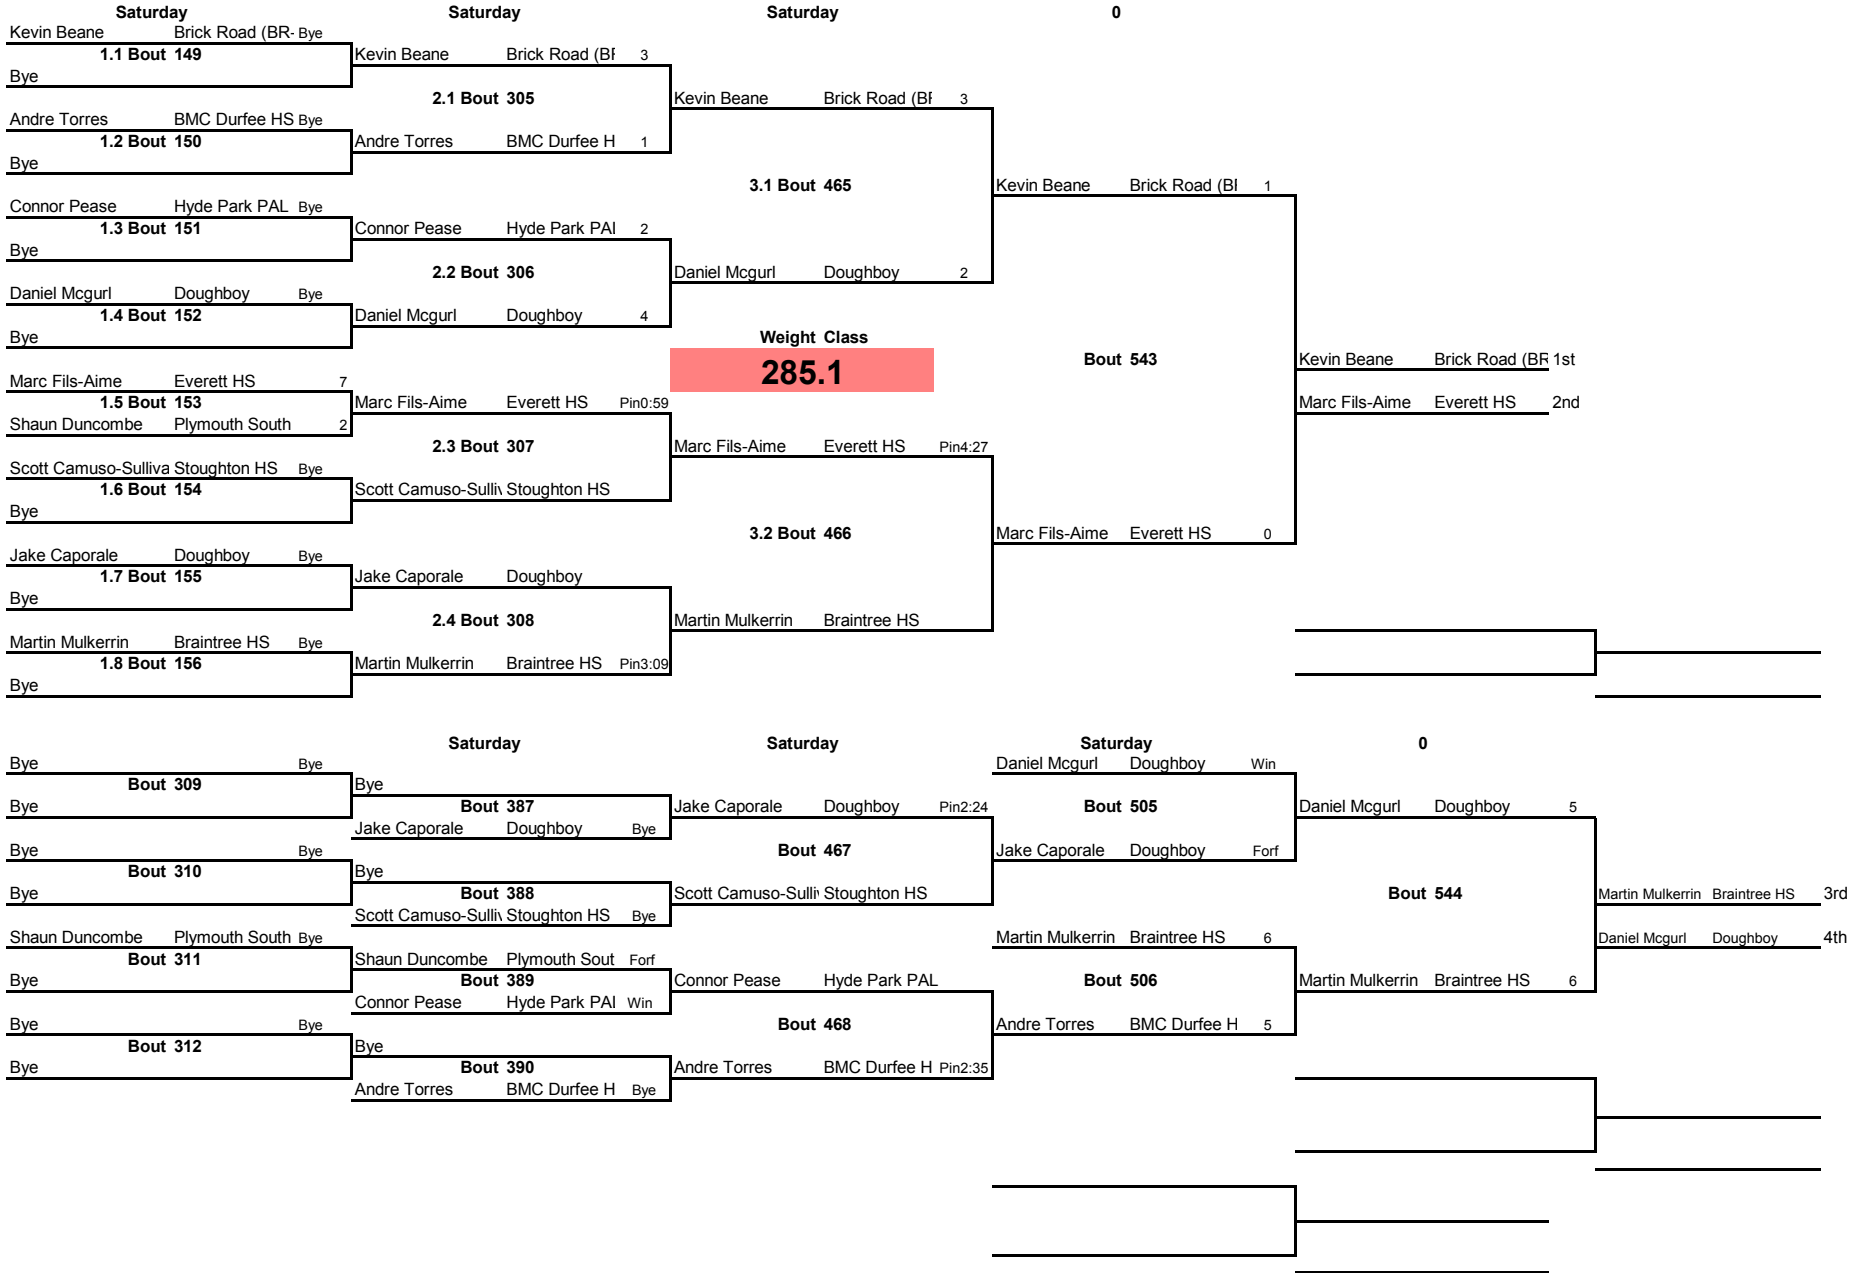 Saturday Saturday Saturday 0
Kevin Beane Brick Road (BR- Bye
1.1 Bout 149 Kevin Beane Brick Road (BF 3
Bye
2.1 Bout 305 Kevin Beane Brick Road (BF 3
Andre Torres BMC Durfee HS Bye
1.2 Bout 150 Andre Torres BMC Durfee H 1
Bye
3.1 Bout 465 Kevin Beane Brick Road (BI 1
Connor Pease Hyde Park PAL Bye
1.3 Bout 151 Connor Pease Hyde Park PAI 2
Bye
2.2 Bout 306 Daniel Mcgurl Doughboy 2
Daniel Mcgurl Doughboy Bye
1.4 Bout 152 Daniel Mcgurl Doughboy 4
Bye Weight Class
Bout 543 Kevin Beane Brick Road (BR 1st
285.1
Marc Fils-Aime Everett HS 7
1.5 Bout 153 Marc Fils-Aime Everett HS Pin0:59 Marc Fils-Aime Everett HS 2nd
Shaun Duncombe Plymouth South 2
2.3 Bout 307 Marc Fils-Aime Everett HS Pin4:27
Scott Camuso-Sulliva Stoughton HS Bye
1.6 Bout 154 Scott Camuso-Sulliv Stoughton HS
Bye
3.2 Bout 466 Marc Fils-Aime Everett HS 0
Jake Caporale Doughboy Bye
1.7 Bout 155 Jake Caporale Doughboy
Bye
2.4 Bout 308 Martin Mulkerrin Braintree HS
Martin Mulkerrin Braintree HS Bye
1.8 Bout 156 Martin Mulkerrin Braintree HS Pin3:09
Bye
Saturday Saturday Saturday 0
Bye Bye Daniel Mcgurl Doughboy Win
Bout 309 Bye
Bye Bout 387 Jake Caporale Doughboy Pin2:24 Bout 505 Daniel Mcgurl Doughboy 5
Jake Caporale Doughboy Bye
Bye Bye Bout 467 Jake Caporale Doughboy Forf
Bout 310 Bye
Bye Bout 388 Scott Camuso-Sulliv Stoughton HS Bout 544 Martin Mulkerrin Braintree HS 3rd
Scott Camuso-Sulliv Stoughton HS Bye
Shaun Duncombe Plymouth South Bye Martin Mulkerrin Braintree HS 6 Daniel Mcgurl Doughboy 4th
Bout 311 Shaun Duncombe Plymouth Sout Forf
Bye Bout 389 Connor Pease Hyde Park PAL Bout 506 Martin Mulkerrin Braintree HS 6
Connor Pease Hyde Park PAI Win
Bye Bye Bout 468 Andre Torres BMC Durfee H 5
Bout 312 Bye
Bye Bout 390 Andre Torres BMC Durfee H Pin2:35
Andre Torres BMC Durfee H Bye